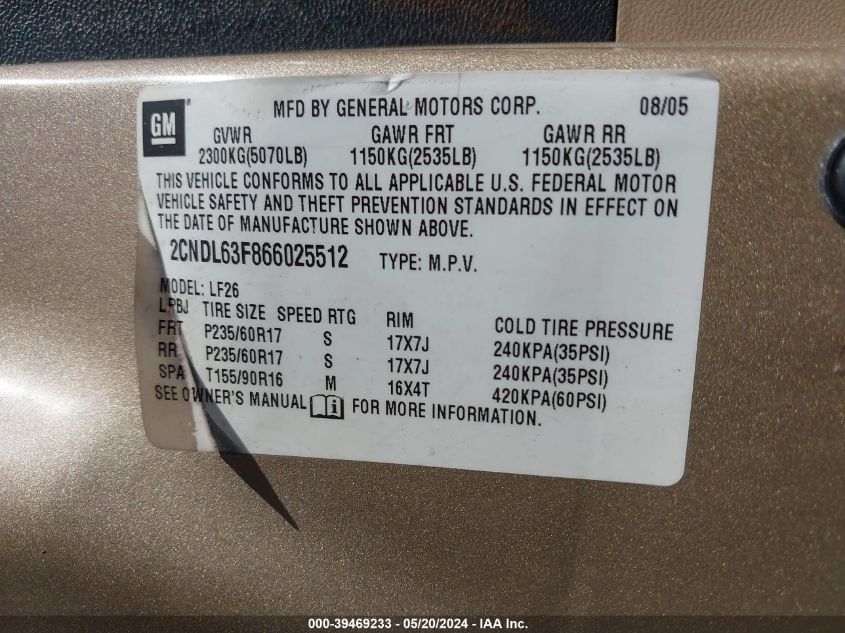 GM
MFD BY GENERAL MOTORS CORP. 08/05
GVWR GAWR FRT GAWR RR
2300KG(5070LB) 1150KG(2535LB) 1150KG(2535LB)
THIS VEHICLE CONFORMS TO ALL APPLICABLE U.S. FEDERAL MOTOR
VEHICLE SAFETY AND THEFT PREVENTION STANDARDS IN EFFECT ON
THE DATE OF MANUFACTURE SHOWN ABOVE.
2CNDL63F866025512 TYPE: M.P.V.
MODEL: LF26
LPBJ TIRE SIZE SPEED RTG RIM COLD TIRE PRESSURE
FRT P235/60R17 S 17X7J 240KPA(35PSI)
RR P235/60R17 S 17X7J 240KPA(35PSI)
SPA T155/90R16 M 16X4T 420KPA(60PSI)
SEE OWNER'S MANUAL i FOR MORE INFORMATION.
000-39469233 - 05/20/2024 - IAA Inc.